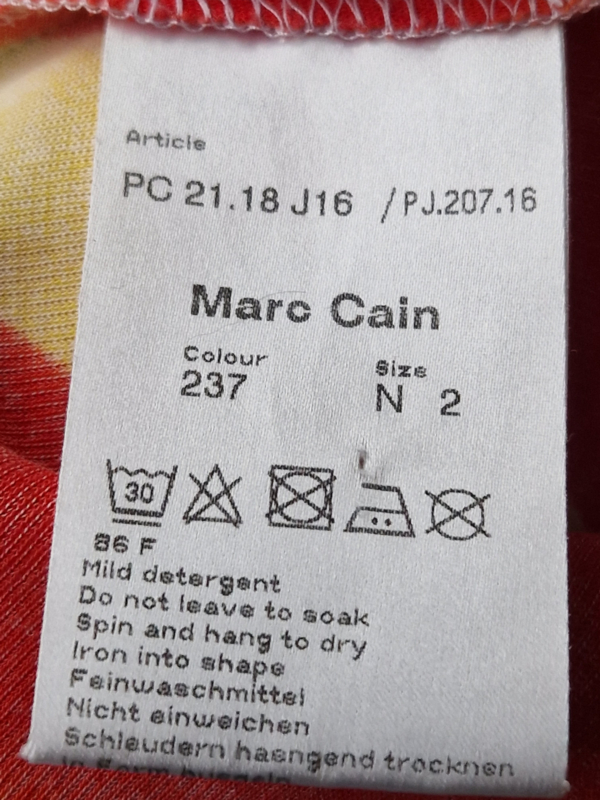 Article
PC 21.18 J16 / PJ.207.16
Marc Cain
Colour
237
Size
N 2
30
86 F
Mild detergent
Do not leave to soak
Spin and hang to dry
Iron into shape
Feinwaschmittel
Nicht einweichen
Schleudern haengend trocknen